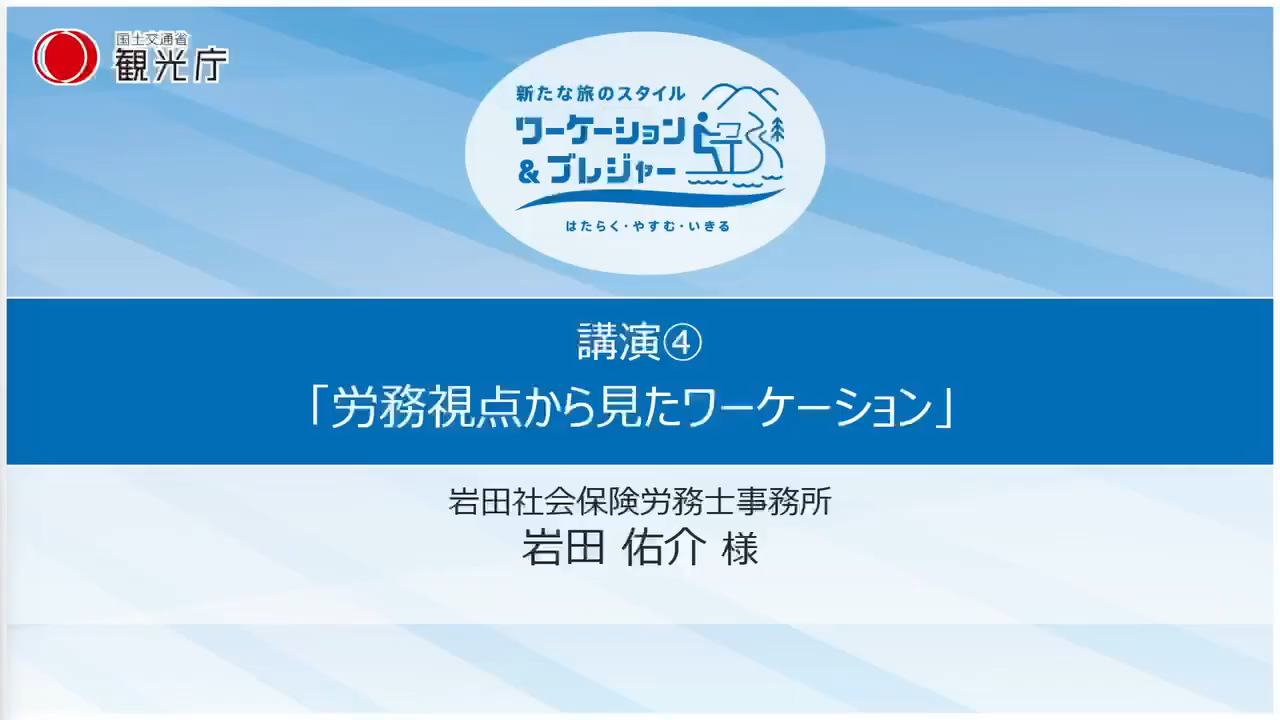 国土交通省
観光庁
新たな旅のスタイル
ワーケーション
&ブレジャー
はたらく・やすむ・いきる
講演④
「労務視点から見たワーケーション」
岩田社会保険労務士事務所
岩田 佑介 様